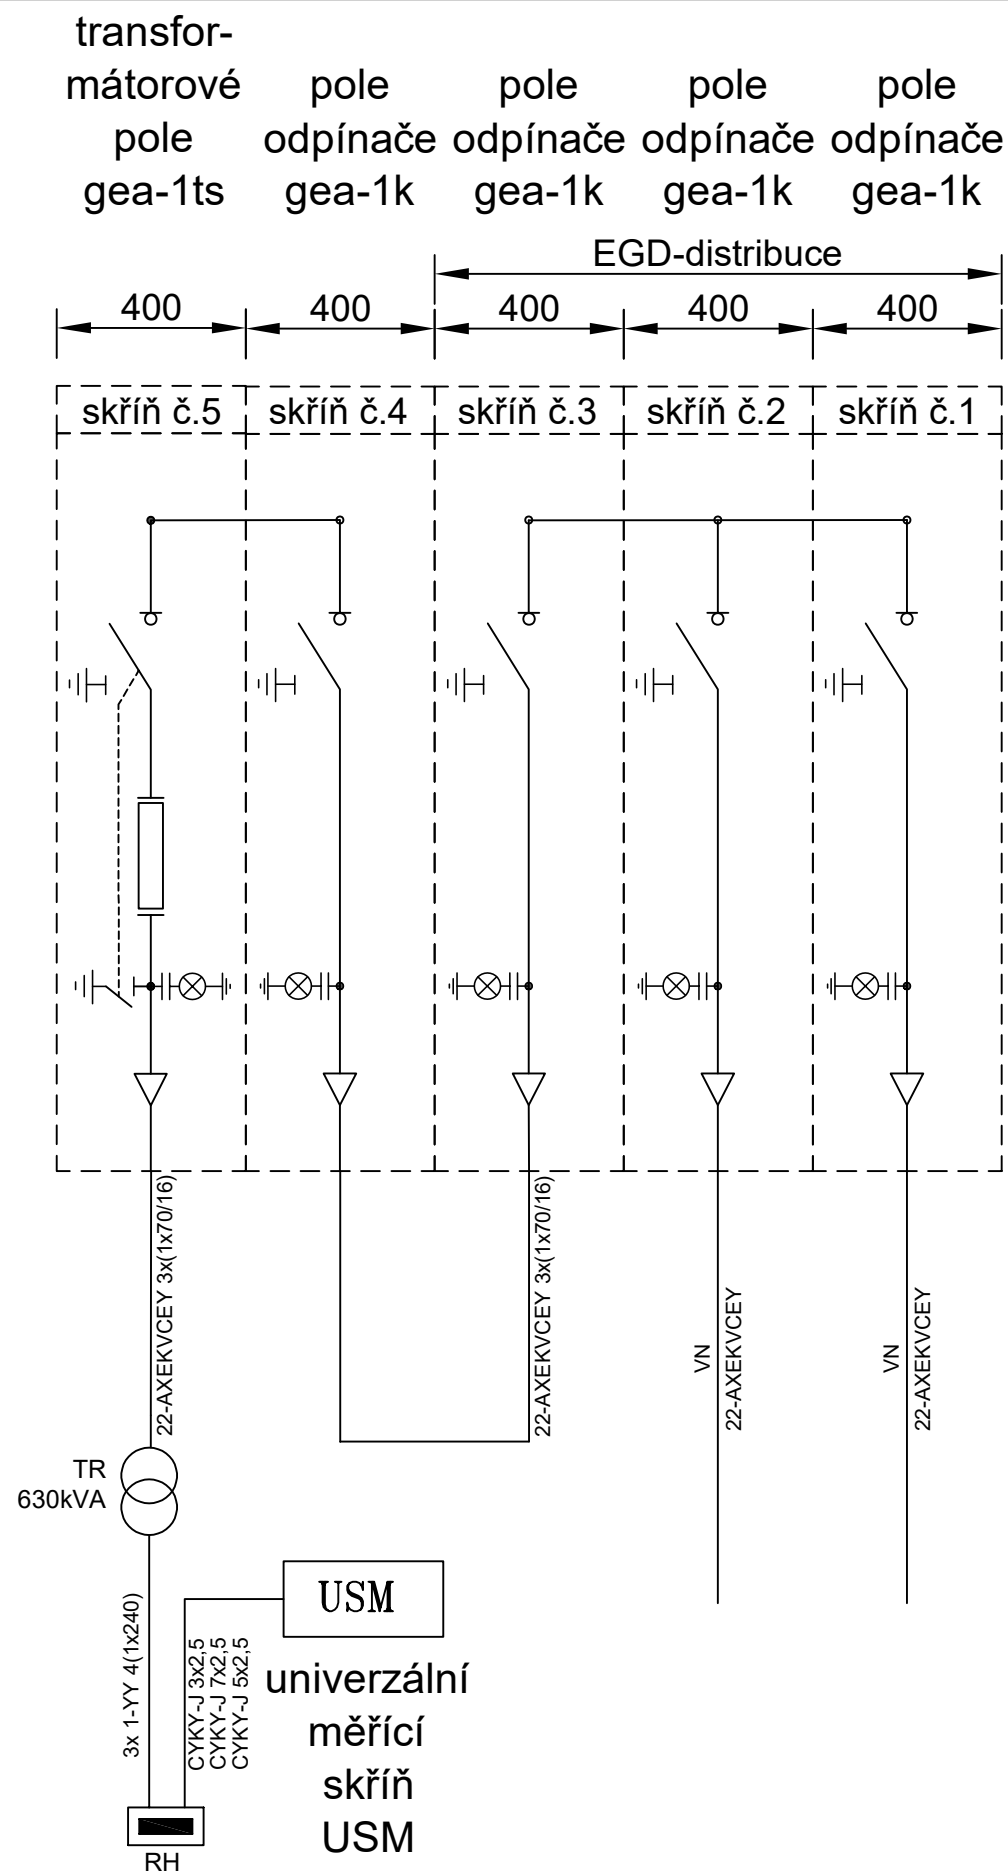 transfor-
mátorové
pole
gea-1ts
pole
odpínače
gea-1k
pole
odpínače
gea-1k
pole
odpínače
gea-1k
pole
odpínače
gea-1k
EGD-distribuce
400
400
400
400
400
skříň č.5
skříň č.4
skříň č.3
skříň č.2
skříň č.1
22-AXEKVCEY 3x(1x70/16)
22-AXEKVCEY 3x(1x70/16)
VN
22-AXEKVCEY
VN
22-AXEKVCEY
TR
630kVA
3x 1-YY 4(1x240)
CYKY-J 3x2,5
CYKY-J 7x2,5
CYKY-J 5x2,5
USM
univerzální
měřící
skříň
USM
RH